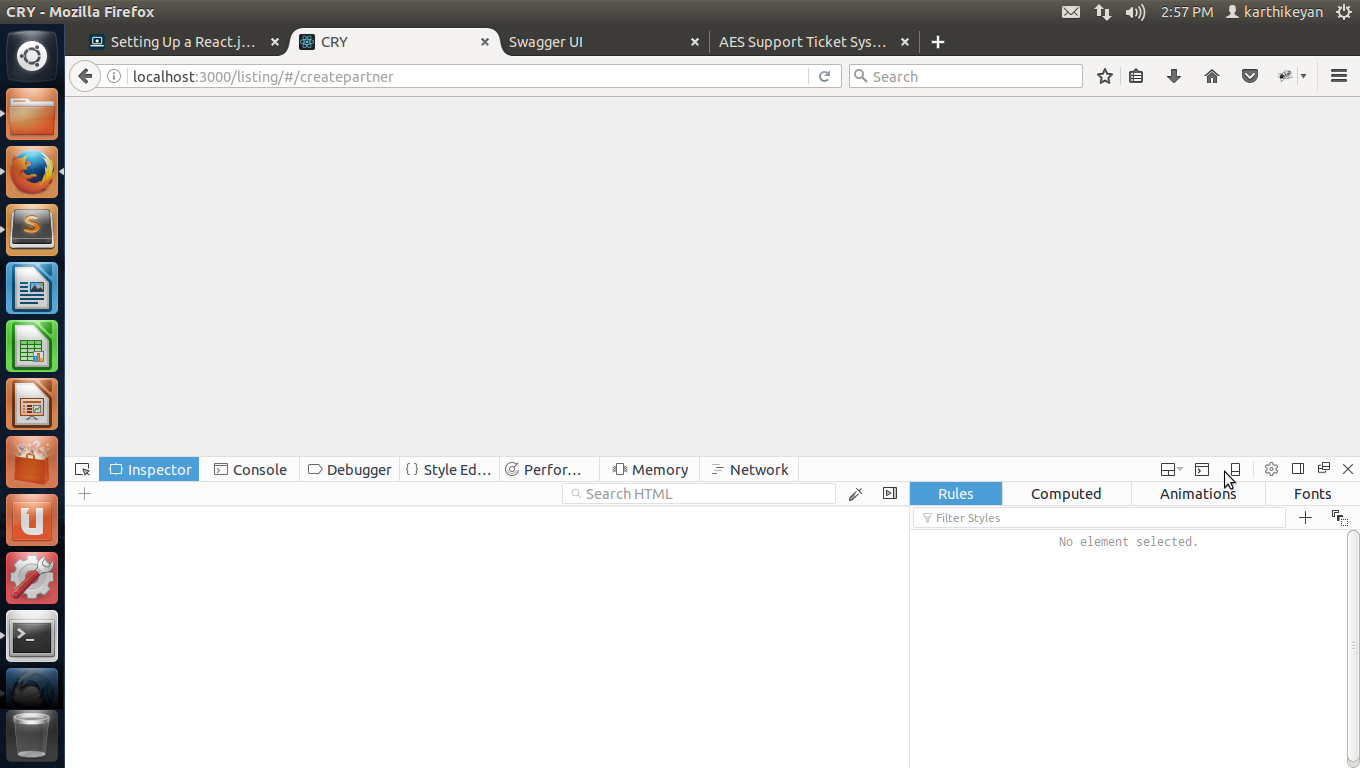 CRY - Mozilla Firefox
2:57 PM karthikeyan
Setting Up a React.j... CRY Swagger UI AES Support Ticket Sys...
localhost:3000/listing/#/createpartner Search
Inspector Console Debugger Style Ed... Perfor... Memory Network
Search HTML Rules Computed Animations Fonts
Filter Styles
No element selected.